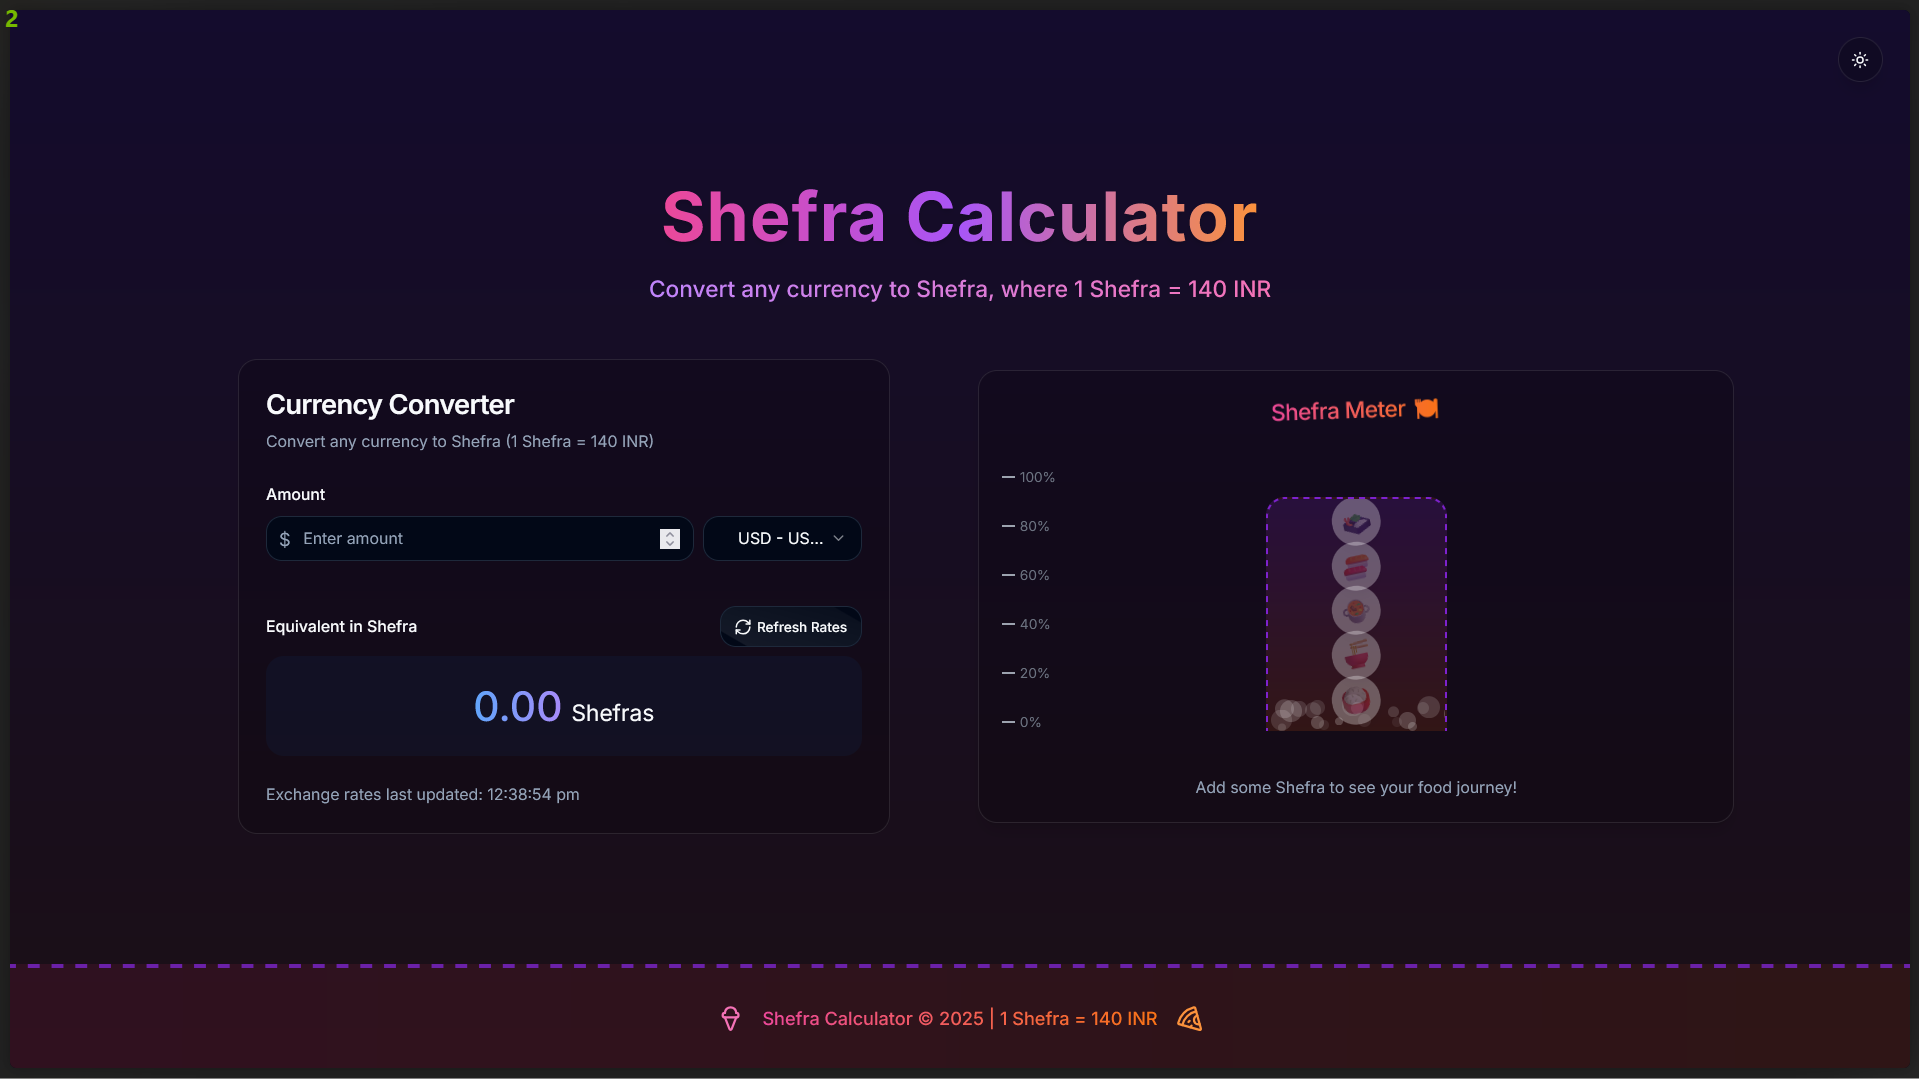 2
Shefra Calculator
Convert any currency to Shefra, where 1 Shefra = 140 INR
Currency Converter
Convert any currency to Shefra (1 Shefra = 140 INR)
Amount
$ Enter amount
USD - US...
Equivalent in Shefra
Refresh Rates
0.00 Shefras
Exchange rates last updated: 12:38:54 pm
Shefra Meter
100%
80%
60%
40%
20%
0%
Add some Shefra to see your food journey!
Shefra Calculator © 2025 | 1 Shefra = 140 INR